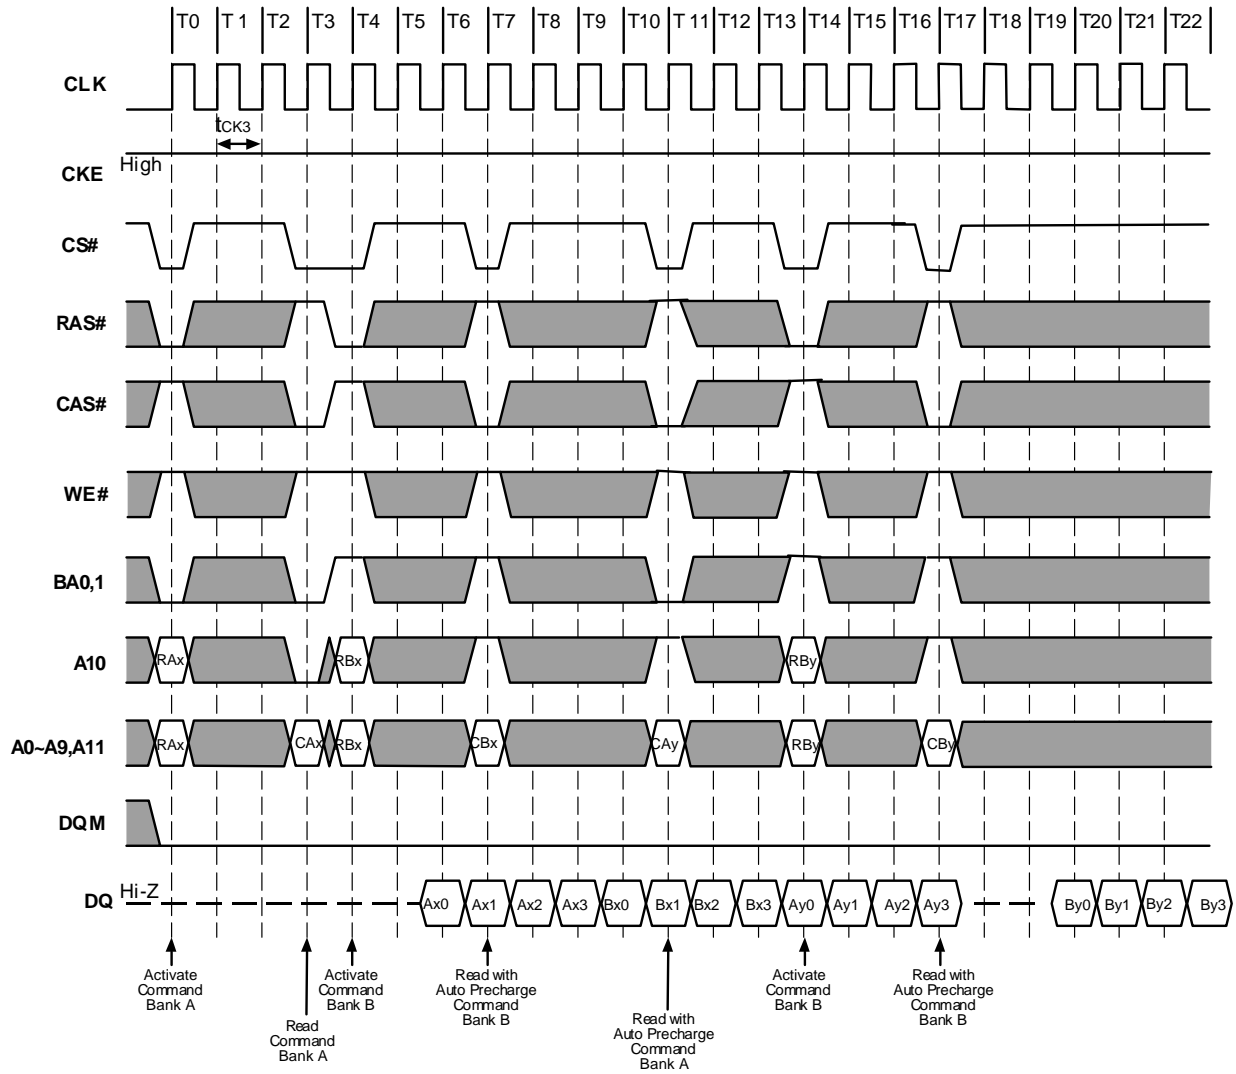 T0 T 1 T2 T3 T4 T5 T6 T7 T8 T9 T10 T 11 T12 T13 T14 T15 T16 T17 T18 T19 T20 T21 T22
CLK
tCK3
High
CKE
CS#
RAS#
CAS#
WE#
BA0,1
A10 RAx RBx RBy
A0~A9,A11 RAx CAx RBx CBx CAy RBy CBy
DQM
DQ Hi-Z Ax0 Ax1 Ax2 Ax3 Bx0 Bx1 Bx2 Bx3 Ay0 Ay1 Ay2 Ay3 By0 By1 By2 By3
Activate
Command
Bank A
Read
Command
Bank A
Activate
Command
Bank B
Read with
Auto Precharge
Command
Bank B
Read with
Auto Precharge
Command
Bank A
Activate
Command
Bank B
Read with
Auto Precharge
Command
Bank B